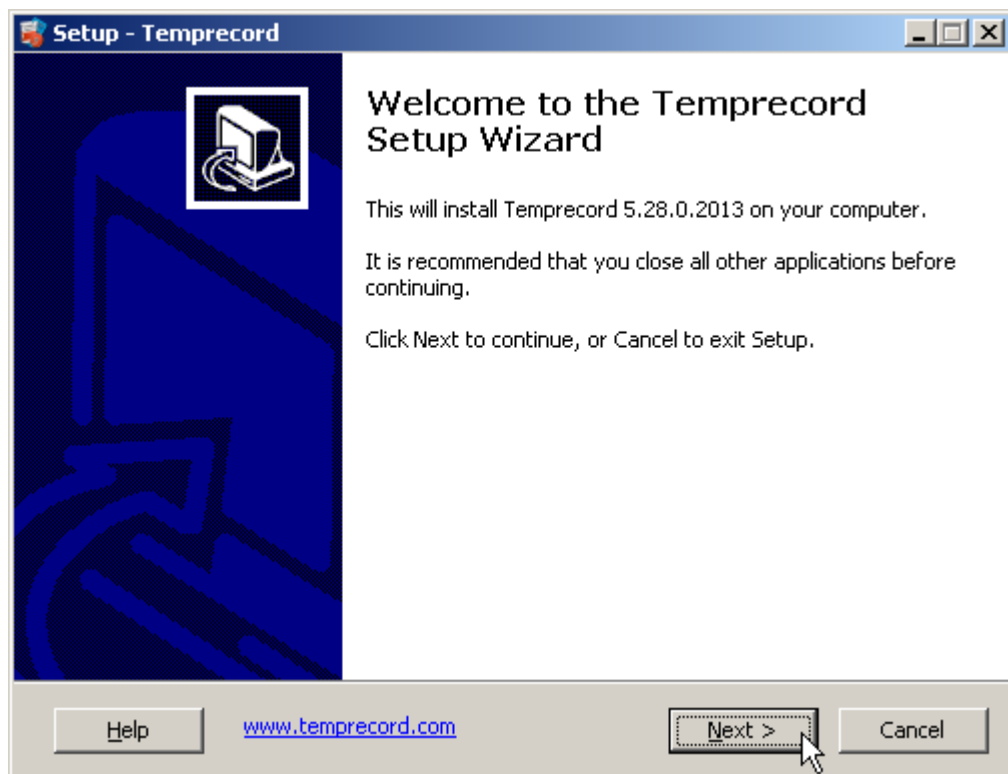 Setup - Temprecord
Welcome to the Temprecord
Setup Wizard
This will install Temprecord 5.28.0.2013 on your computer.
It is recommended that you close all other applications before
continuing.
Click Next to continue, or Cancel to exit Setup.
Help www.temprecord.com Next > Cancel